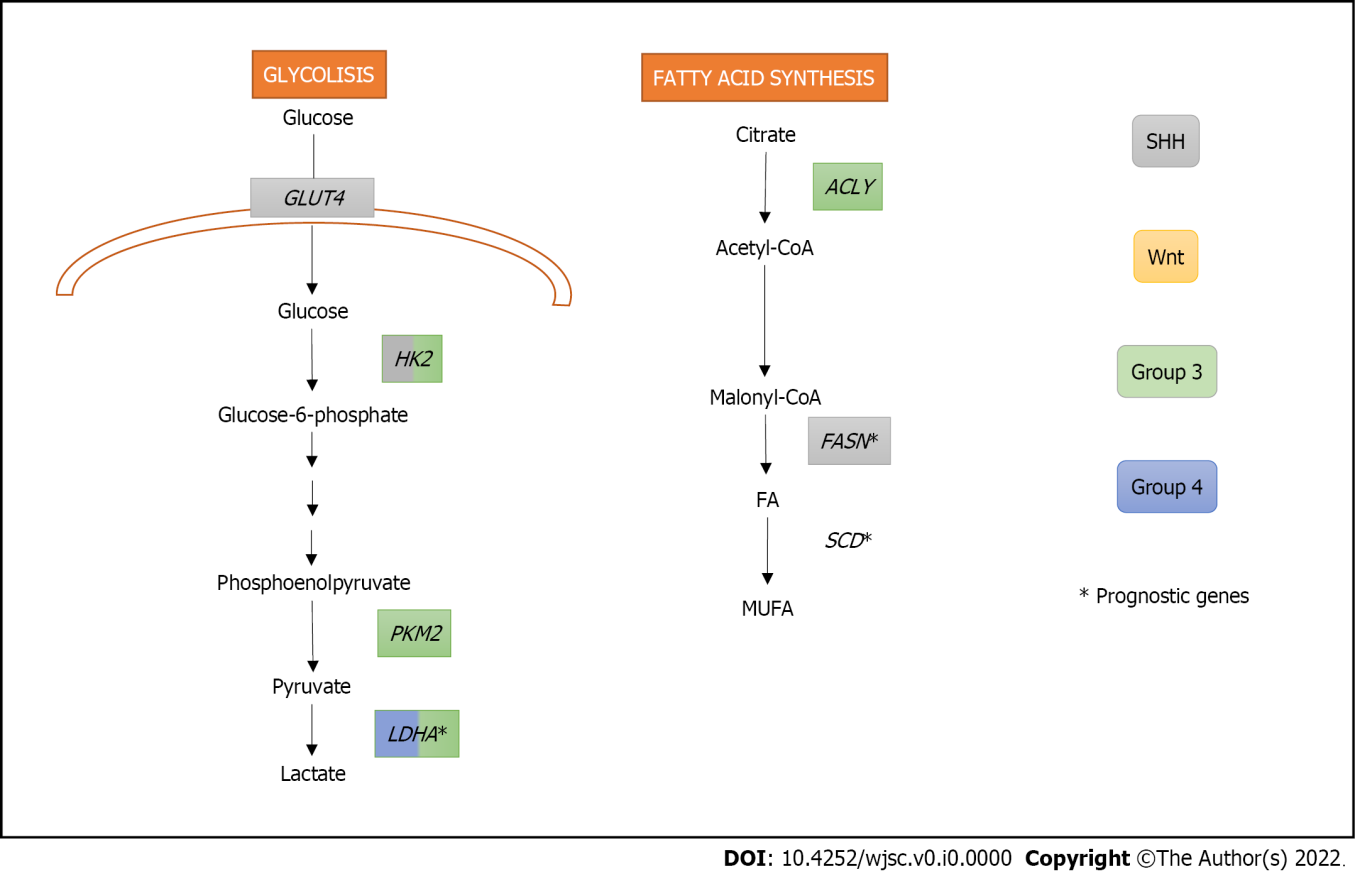 GLYCOLISIS
Glucose
GLUT4
Glucose
HK2
Glucose-6-phosphate
Phosphoenolpyruvate
PKM2
Pyruvate
LDHA*
Lactate
FATTY ACID SYNTHESIS
Citrate
ACLY
Acetyl-CoA
Malonyl-CoA
FASN*
FA
SCD*
MUFA
SHH
Wnt
Group 3
Group 4
* Prognostic genes
DOI: 10.4252/wjsc.v0.i0.0000 Copyright ©The Author(s) 2022.